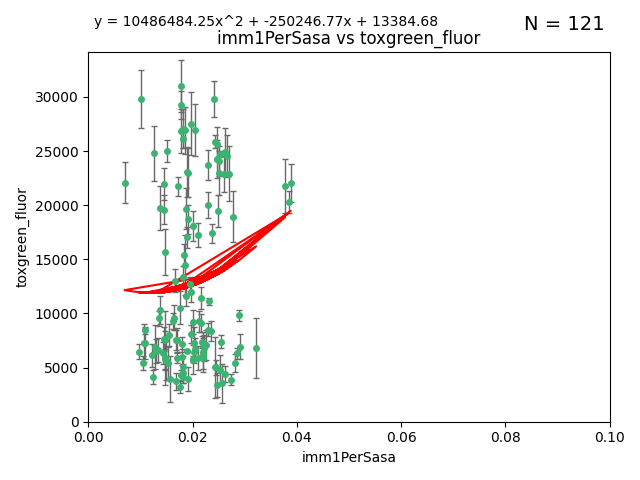 y = 10486484.25x^2 + -250246.77x + 13384.68
N = 121
imm1PerSasa vs toxgreen_fluor
30000
25000
20000
15000
10000
5000
0
toxgreen_fluor
0.00 0.02 0.04 0.06 0.08 0.10
imm1PerSasa